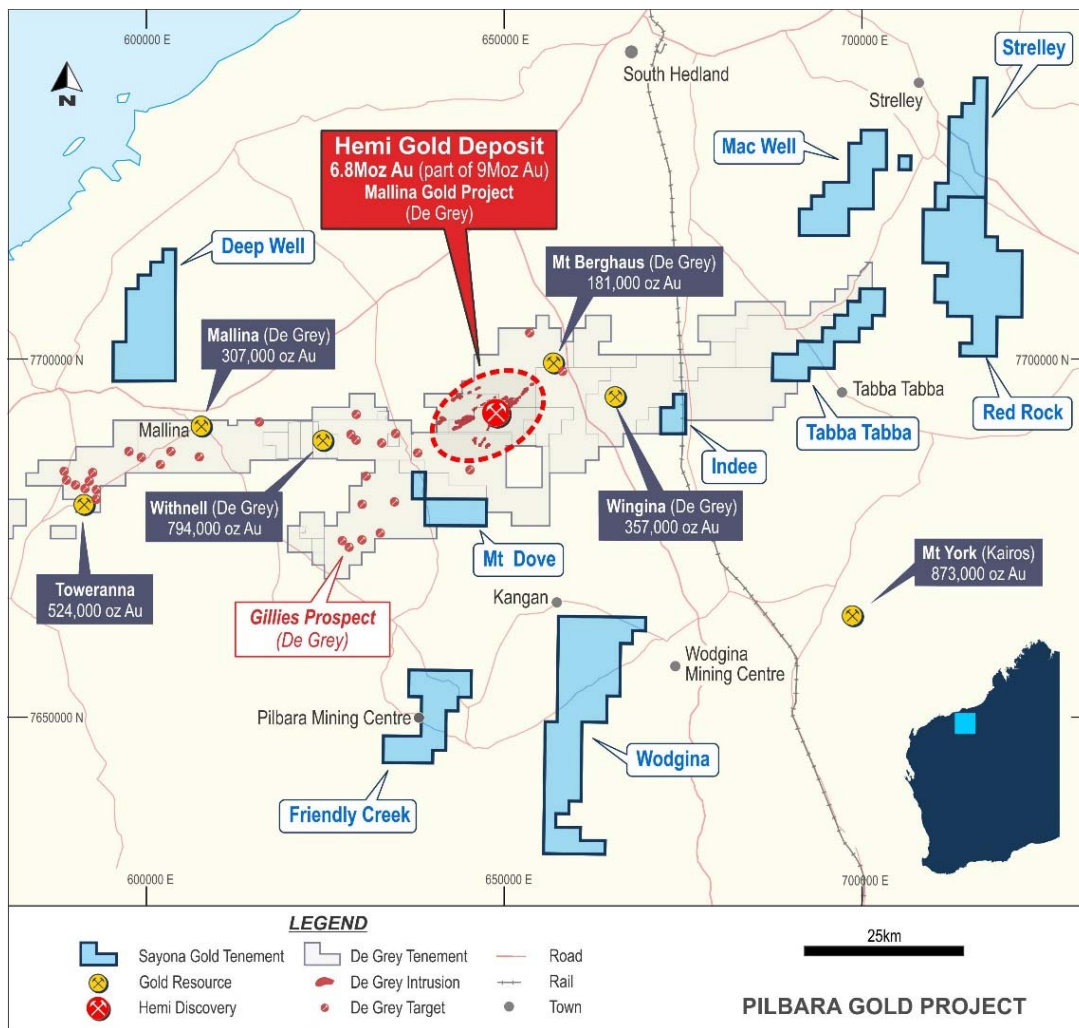 600000 E
650000 E
700000 E
N
South Hedland
Strelley
Strelley
Mac Well
Hemi Gold Deposit
6.8Moz Au (part of 9Moz Au)
Mallina Gold Project
(De Grey)
Deep Well
Mt Berghaus (De Grey)
181,000 oz Au
Mallina (De Grey)
307,000 oz Au
7700000 N
7700000 N
Tabba Tabba
Red Rock
Tabba Tabba
Mallina
Indee
Withnell (De Grey)
794,000 oz Au
Wingina (De Grey)
357,000 oz Au
Mt Dove
Mt York (Kairos)
873,000 oz Au
Toweranna
524,000 oz Au
Gillies Prospect
(De Grey)
Kangan
Wodgina
Mining Centre
7650000 N
Pilbara Mining Centre
Wodgina
Friendly Creek
600000 E
650000 E
700000 E
LEGEND
Sayona Gold Tenement
De Grey Tenement
Road
25km
Gold Resource
De Grey Intrusion
Rail
Hemi Discovery
De Grey Target
Town
PILBARA GOLD PROJECT